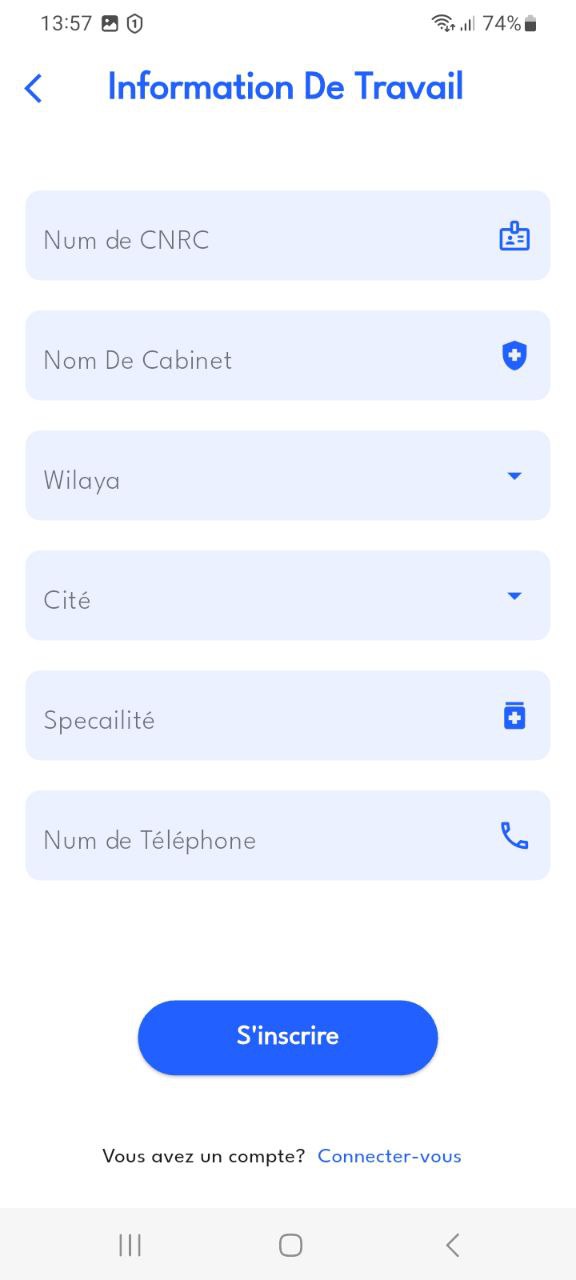 13:57
74%
Information De Travail
Num de CNRC
Nom De Cabinet
Wilaya
Cité
Specailité
Num de Téléphone
S'inscrire
Vous avez un compte? Connecter-vous